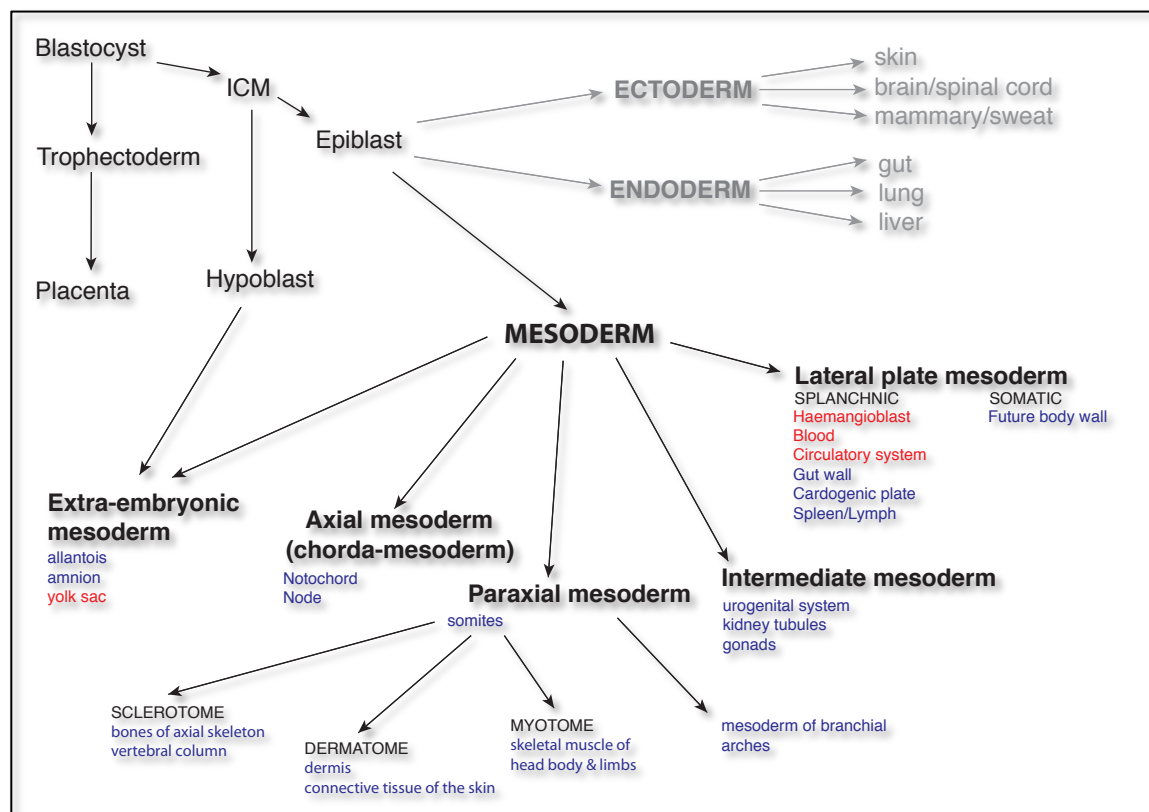 Blastocyst
ICM
Epiblast
Trophectoderm
Placenta
Hypoblast
ECTODERM
skin
brain/spinal cord
mammary/sweat
ENDODERM
gut
lung
liver
MESODERM
Lateral plate mesoderm
SPLANCHNIC
Haemangioblast
Blood
Circulatory system
Gut wall
Cardogenic plate
Spleen/Lymph
SOMATIC
Future body wall
Extra-embryonic
mesoderm
allantois
amnion
yolk sac
Axial mesoderm
(chorda-mesoderm)
Notochord
Node
Paraxial mesoderm
somites
Intermediate mesoderm
urogenital system
kidney tubules
gonads
SCLEROTOME
bones of axial skeleton
vertebral column
DERMATOME
dermis
connective tissue of the skin
MYOTOME
skeletal muscle of
head body & limbs
mesoderm of branchial
arches